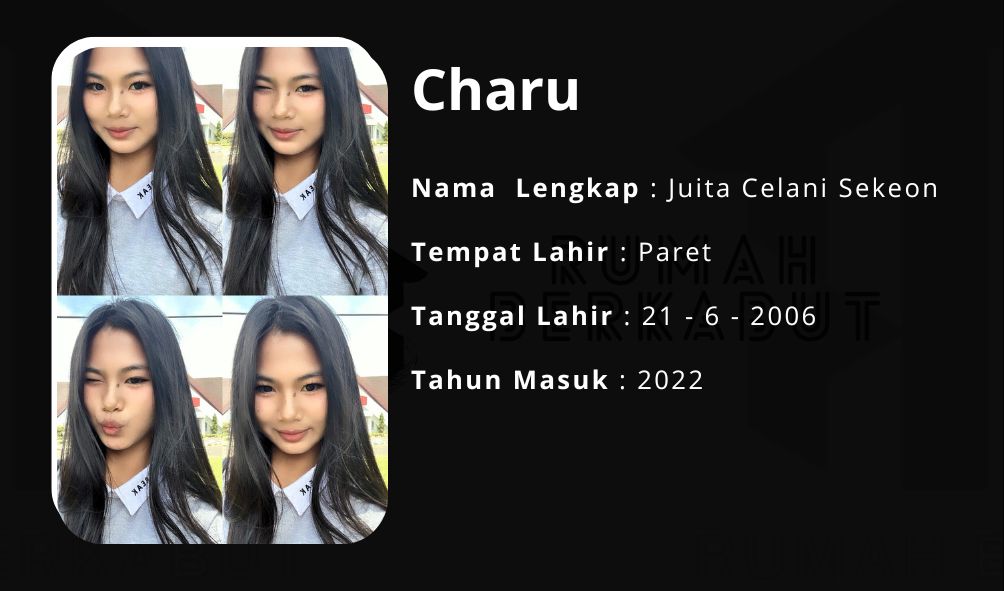 Charu
Nama Lengkap : Juita Celani Sekeon
Tempat Lahir : Paret
RUMAH
BERKABUT
Tanggal Lahir : 21 - 6 - 2006
Tahun Masuk : 2022